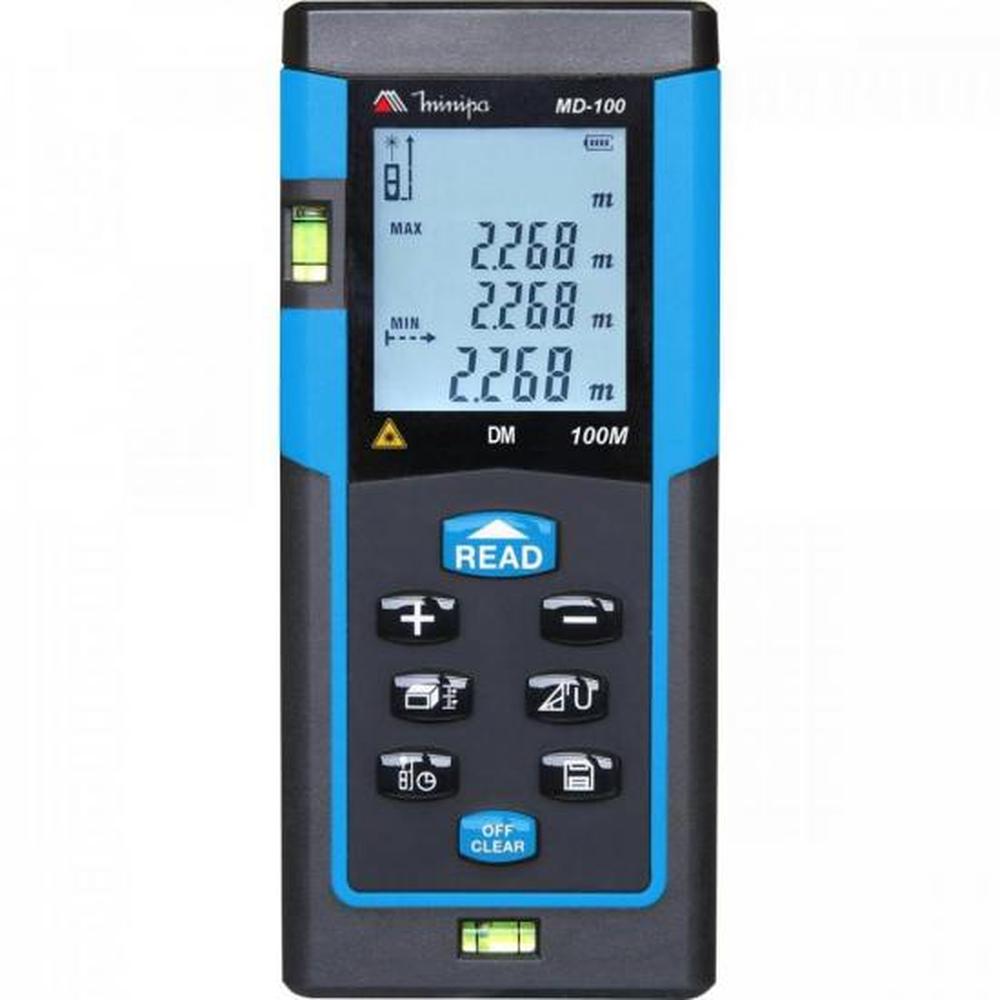 minipa MD-100
m
MAX
2.268 m
2.268 m
MIN
2.268 m
DM 100M
READ
+ −
OFF
CLEAR